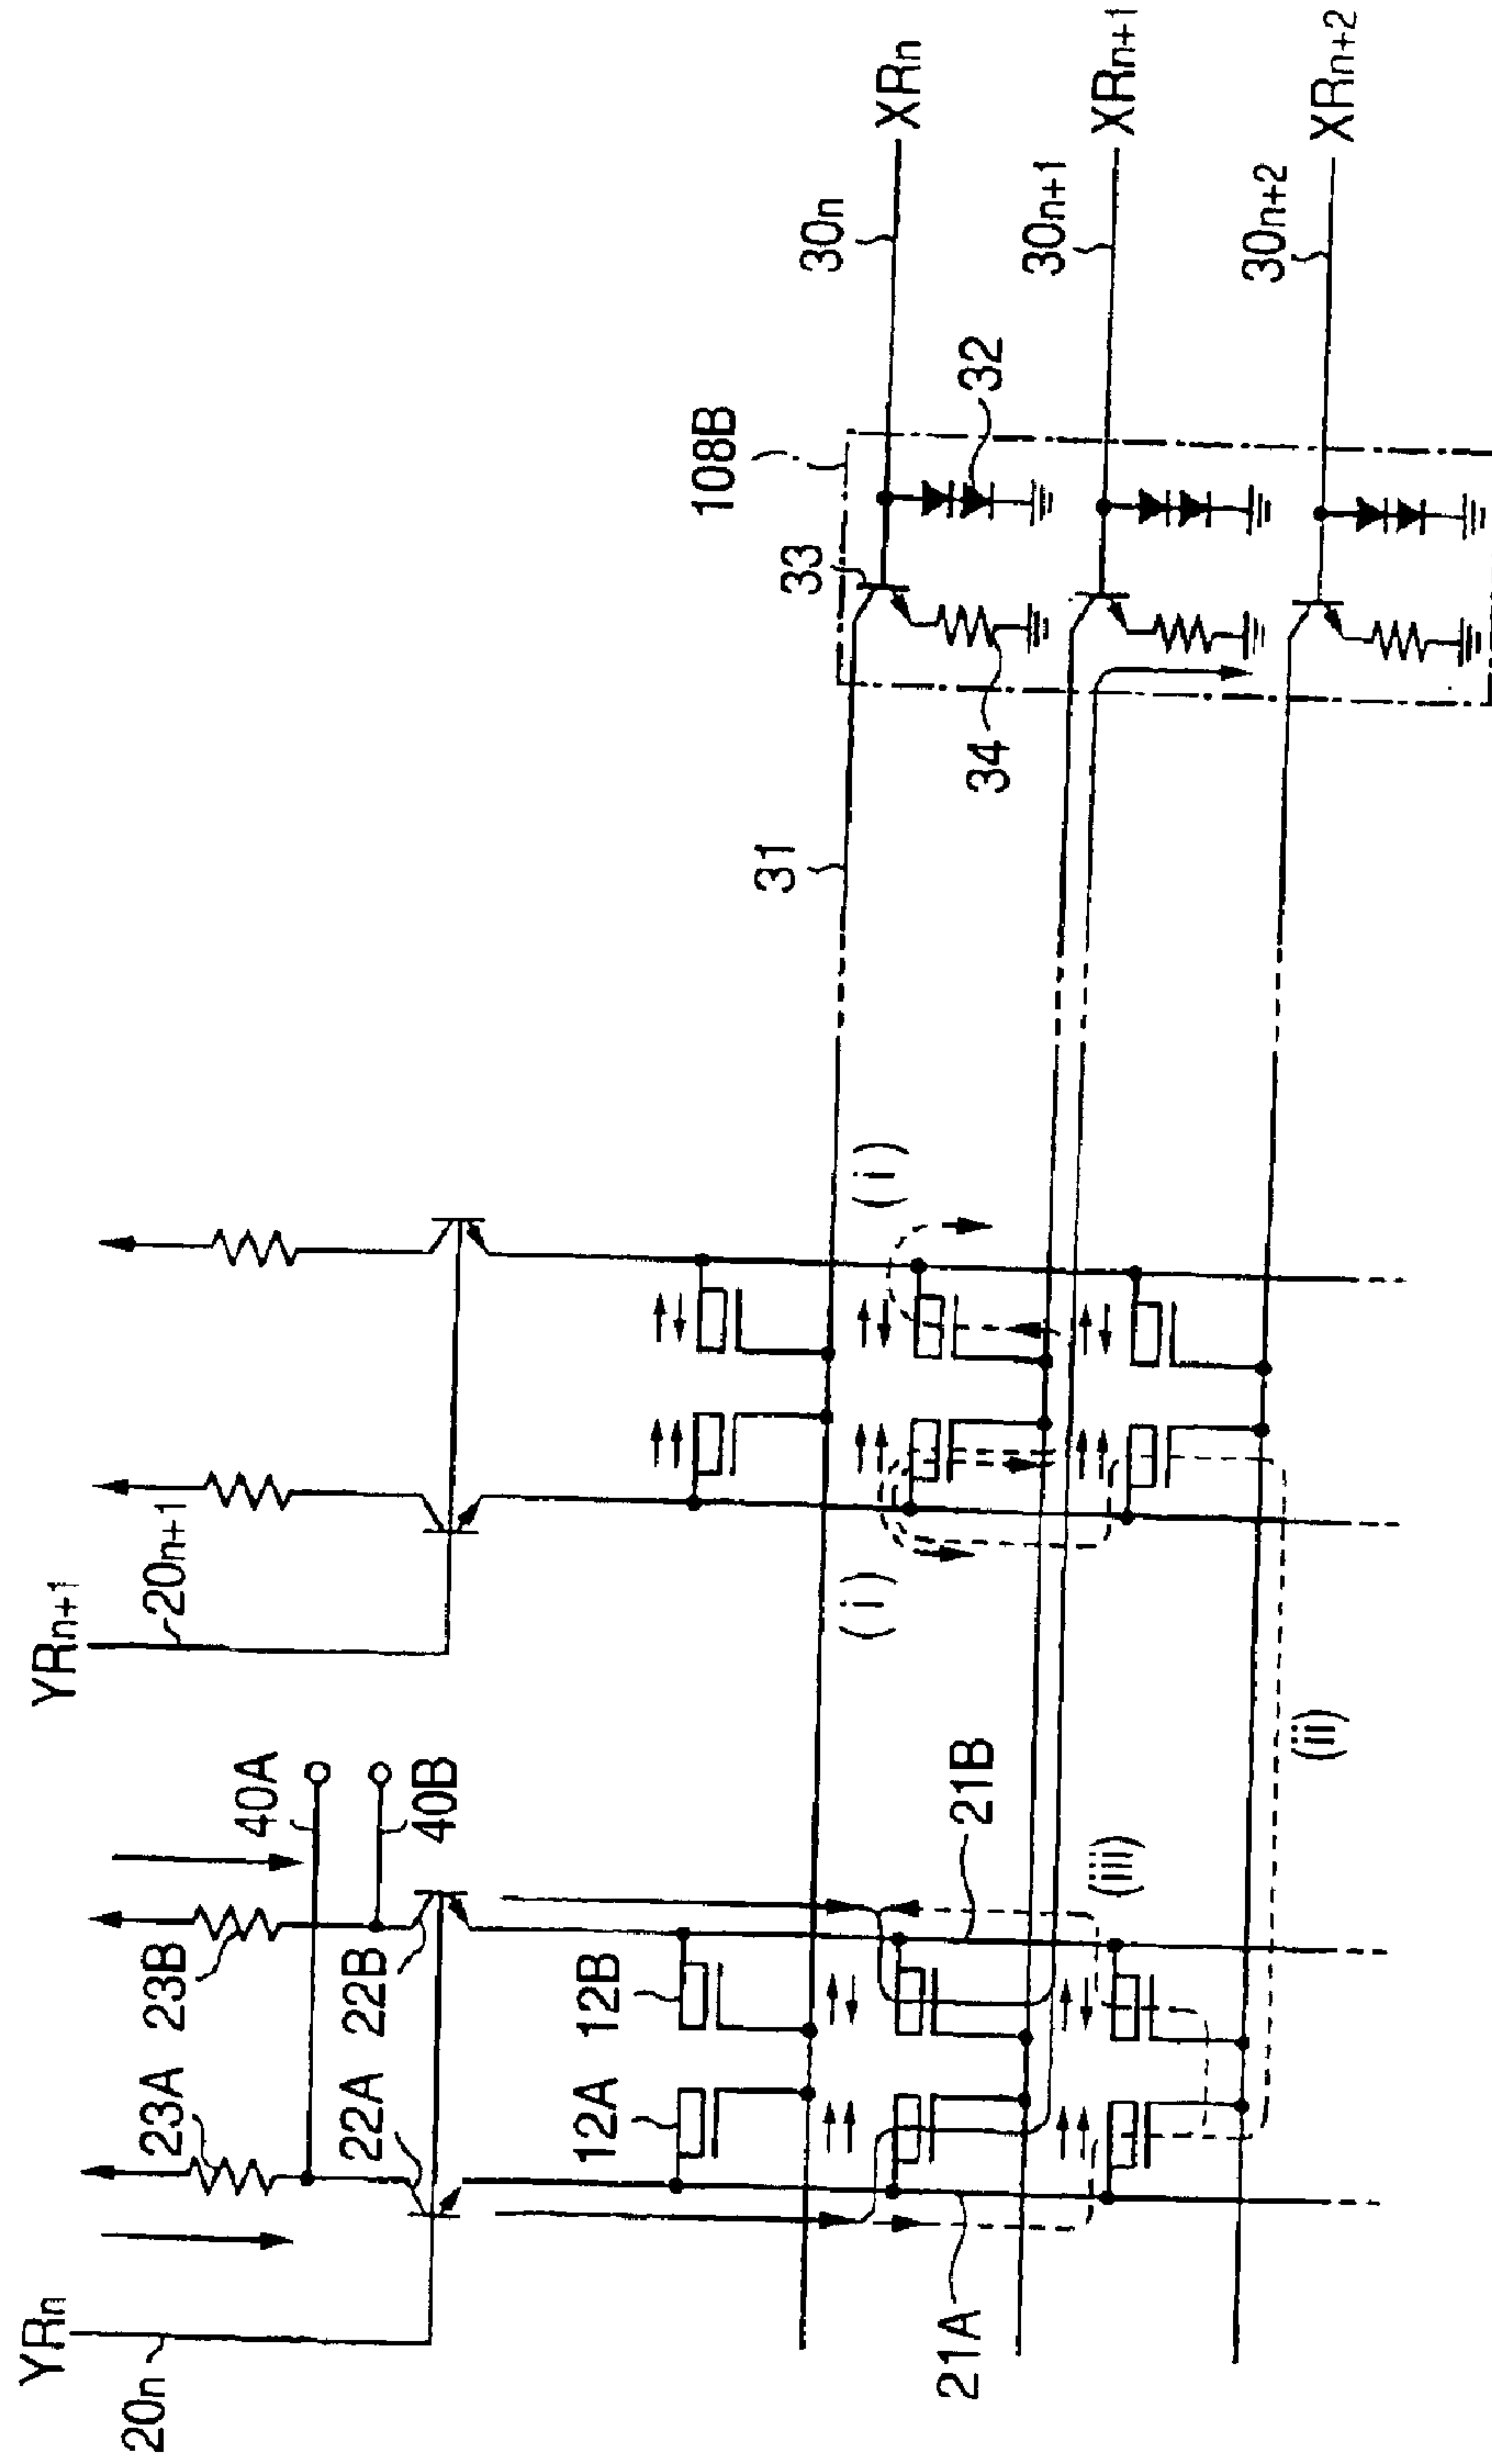 YRn
20n
23A
22A
23B
22B
40A
40B
YRn+1
20n+1
12A
12B
21A
21B
(i)
(i)
(ii)
(iii)
31
108B
33
34
32
30n
XRn
30n+1
XRn+1
30n+2
XRn+2